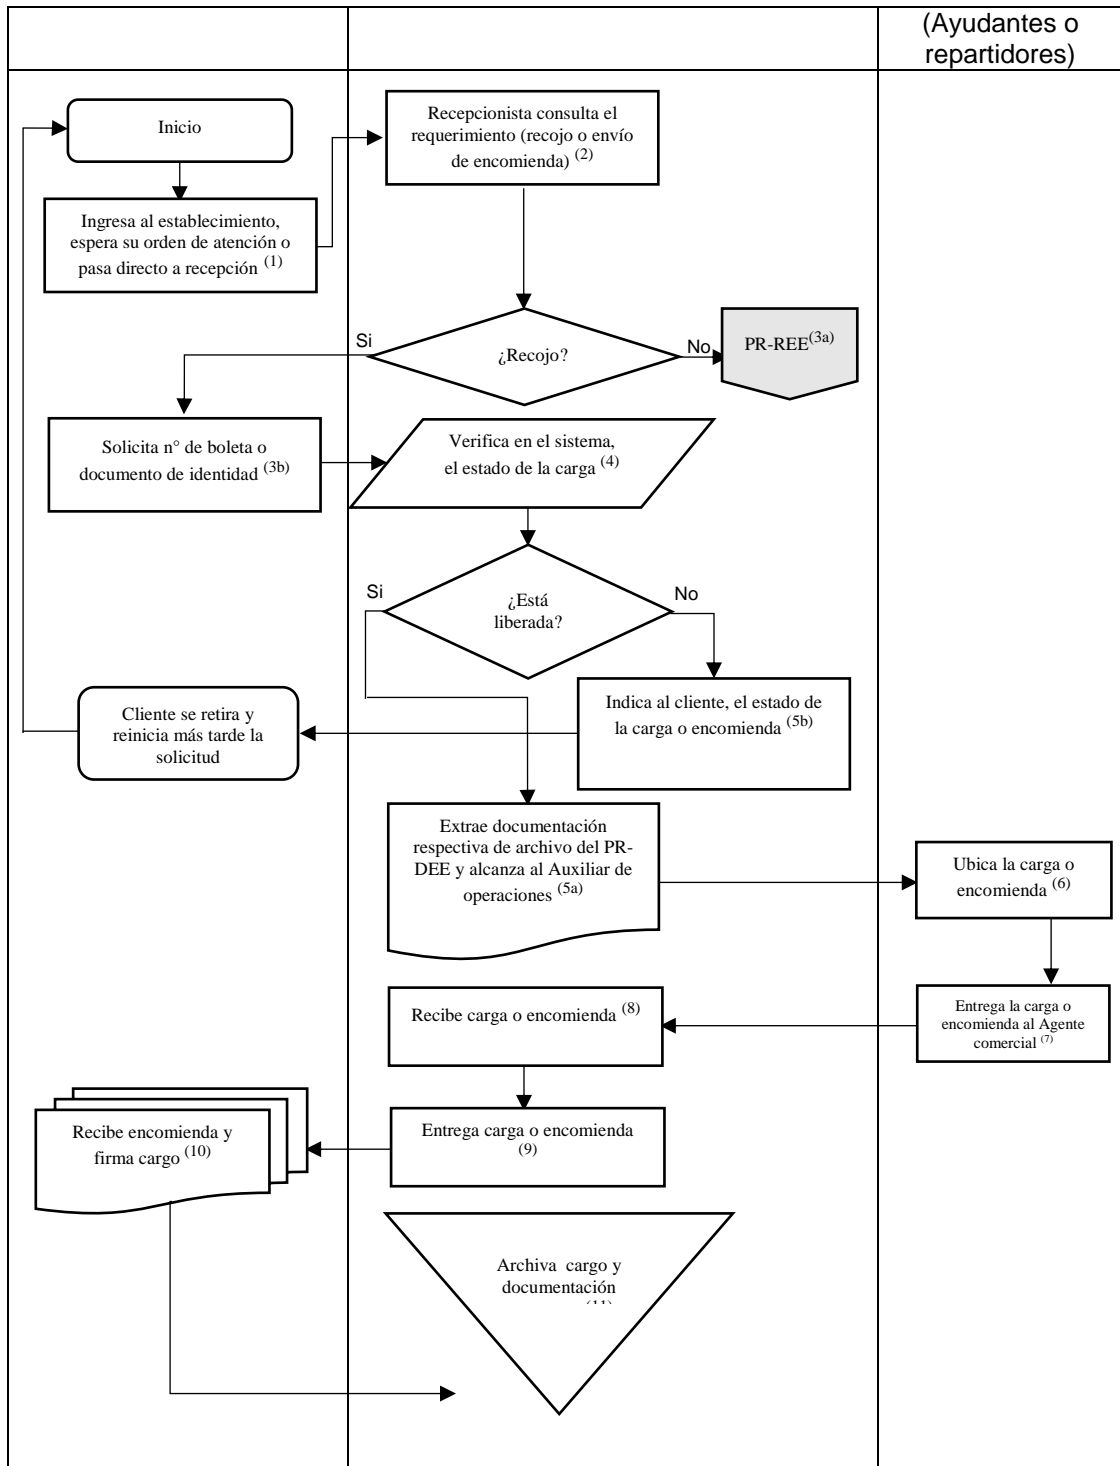 (Ayudantes o
repartidores)
Inicio
Recepcionista consulta el
requerimiento (recojo o envío
de encomienda) (2)
Ingresa al establecimiento,
espera su orden de atención o
pasa directo a recepción (1)
Si
¿Recojo?
No
PR-REE(3a)
Solicita n° de boleta o
documento de identidad (3b)
Verifica en el sistema,
el estado de la carga (4)
Si
¿Está
liberada?
No
Cliente se retira y
reinicia más tarde la
solicitud
Indica al cliente, el estado de
la carga o encomienda (5b)
Extrae documentación
respectiva de archivo del PR-
DEE y alcanza al Auxiliar de
operaciones (5a)
Ubica la carga o
encomienda (6)
Entrega la carga o
encomienda al Agente
comercial (7)
Recibe carga o encomienda (8)
Entrega carga o encomienda
(9)
Recibe encomienda y
firma cargo (10)
Archiva cargo y
documentación
(11)